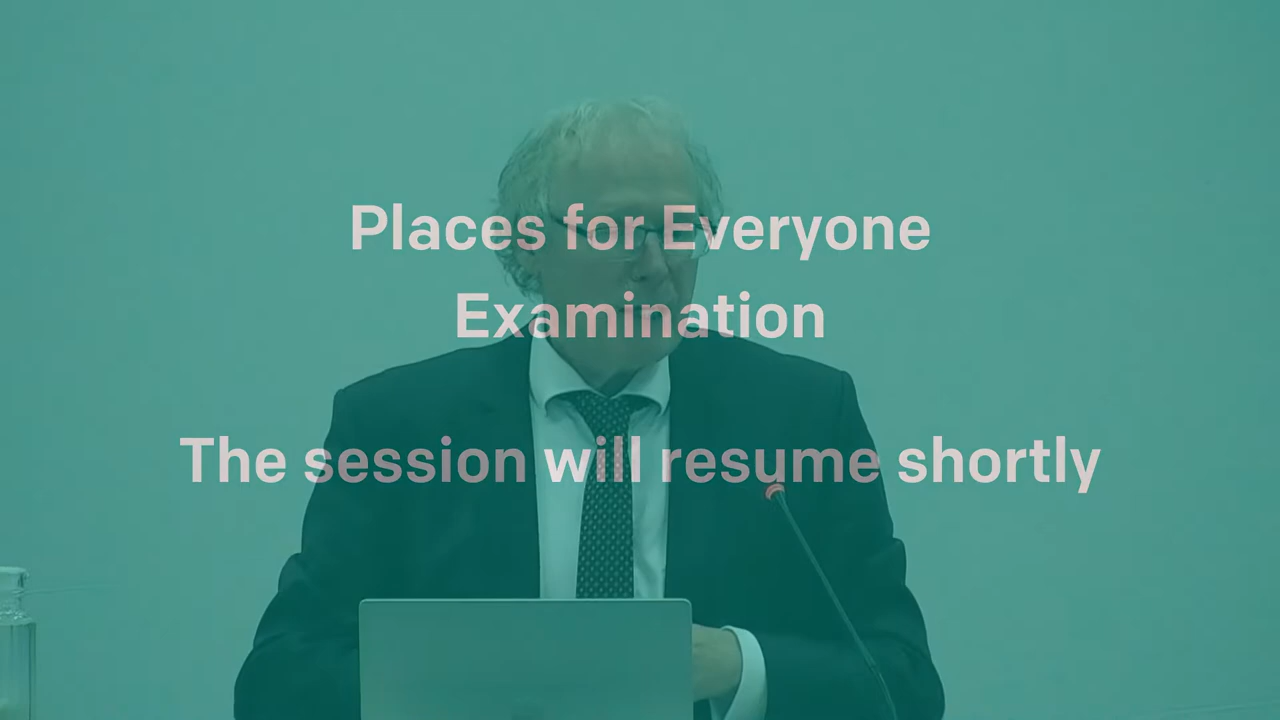 Places for Everyone
Examination
The session will resume shortly